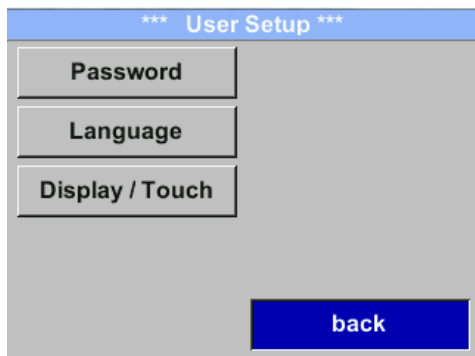 *** User Setup ***
Password
Language
Display / Touch
back